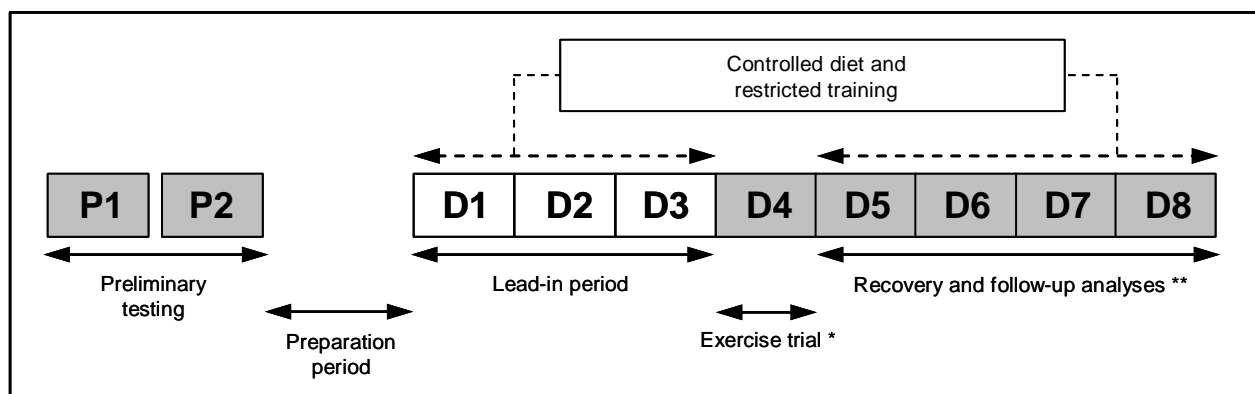 Controlled diet and
restricted training
P1 P2 D1 D2 D3 D4 D5 D6 D7 D8
Preliminary
testing
Preparation
period
Lead-in period
Exercise trial *
Recovery and follow-up analyses **